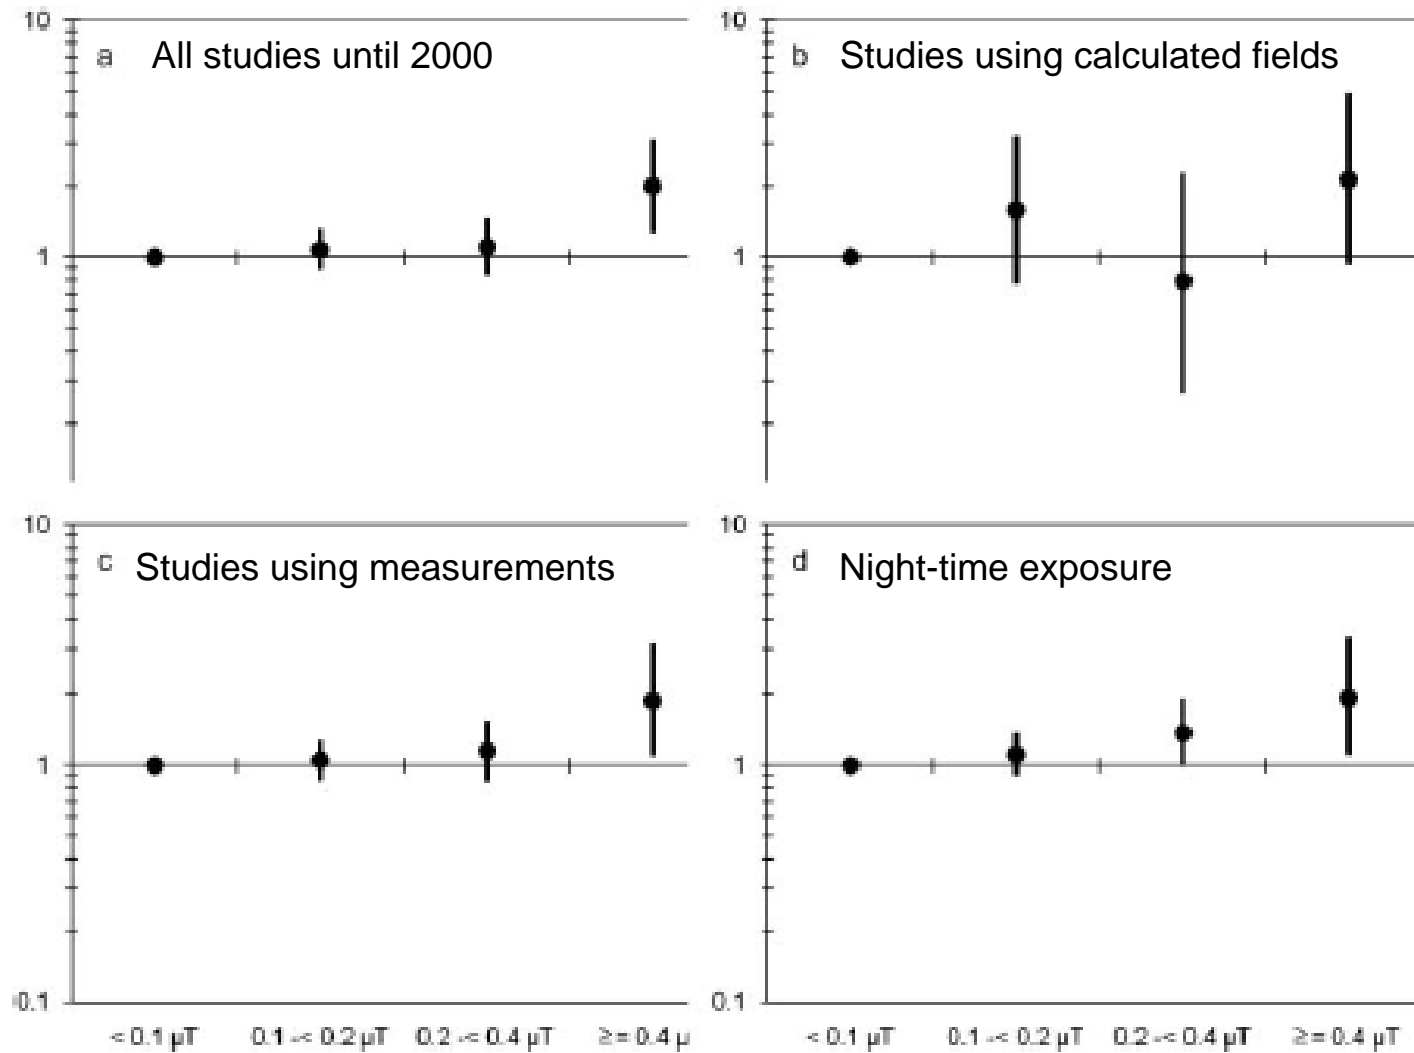 10
a All studies until 2000
1
10
b Studies using calculated fields
1
10
c Studies using measurements
1
0.1
< 0.1 µT 0.1 -< 0.2 µT 0.2 -< 0.4 µT ≥= 0.4 µ
10
d Night-time exposure
1
< 0.1 µT 0.1 -< 0.2 µT 0.2 -< 0.4 µT ≥= 0.4 µT